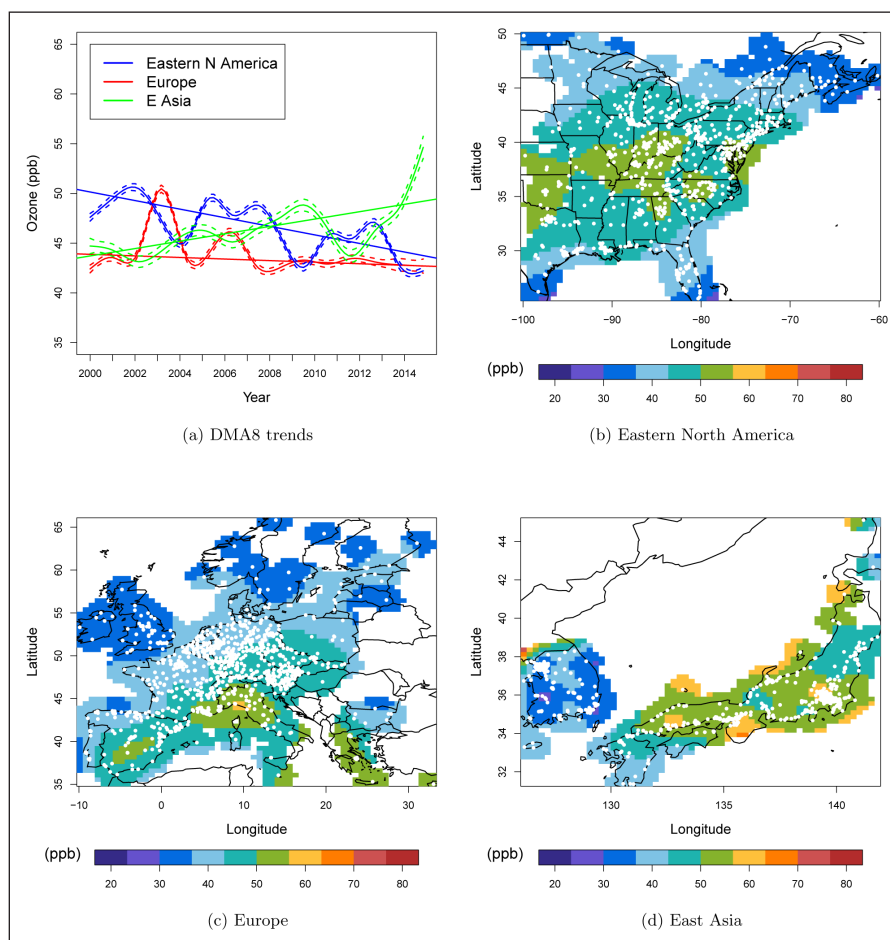 Eastern N America
Europe
E Asia
Ozone (ppb)
65
60
55
50
45
40
35
2000 2002 2004 2006 2008 2010 2012 2014
Year
(a) DMA8 trends
Latitude
50
45
40
35
30
−100 −90 −80 −70 −60
Longitude
(ppb)
20 30 40 50 60 70 80
(b) Eastern North America
Latitude
65
60
55
50
45
40
35
−10 0 10 20 30
Longitude
(ppb)
20 30 40 50 60 70 80
(c) Europe
Latitude
44
42
40
38
36
34
32
130 135 140
Longitude
(ppb)
20 30 40 50 60 70 80
(d) East Asia